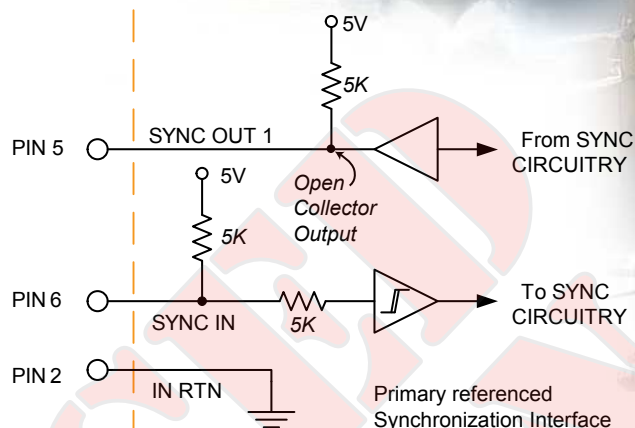 5V
5K
PIN 5
SYNC OUT 1
From SYNC
CIRCUITRY
5V
Open
Collector
Output
5K
PIN 6
SYNC IN
5K
To SYNC
CIRCUITRY
PIN 2
IN RTN
Primary referenced
Synchronization Interface